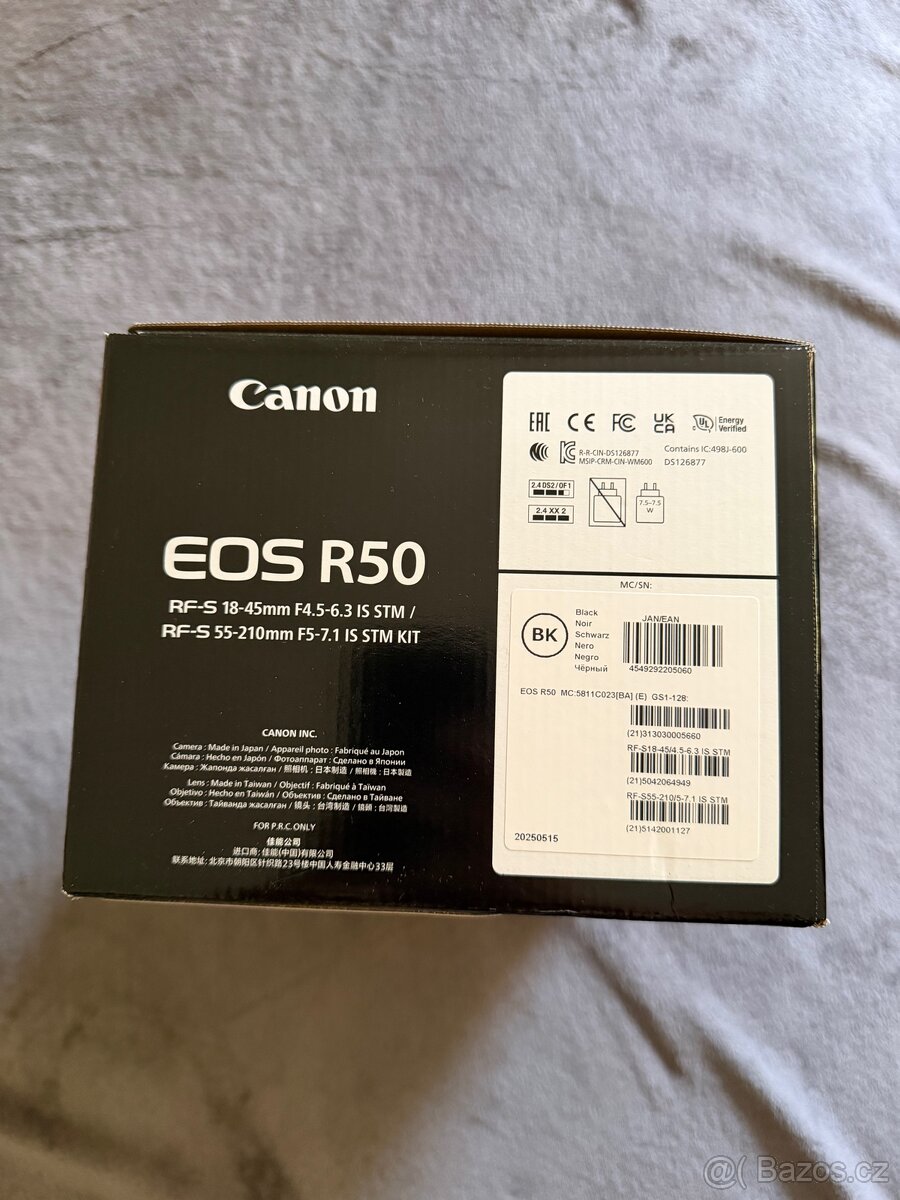 Canon
EOS R50
RF-S 18-45mm F4.5-6.3 IS STM /
RF-S 55-210mm F5-7.1 IS STM KIT
CANON INC.
Camera : Made in Japan / Appareil photo : Fabriqué au Japon
Cámara : Hecho en Japón / Фотоаппарат : Сделано в Японии
Камера : Жапонда жасалған / 照相机 : 日本制造 / 照相機 : 日本製造
Lens : Made in Taiwan / Objectif : Fabriqué à Taïwan
Objetivo : Hecho en Taiwán / Объектив : Сделано в Тайване
Объектив : Тайванда жасалған / 镜头 : 台湾制造 / 鏡頭 : 台灣製造
FOR P.R.C. ONLY
佳能公司
进口商: 佳能(中国)有限公司
联系地址: 北京市朝阳区针织路23号楼中国人寿金融中心33层
EAC CE FC UK CA UL Energy Verified
R-R-CIN-DS126877
MSIP-CRM-CIN-WM600
Contains IC:498J-600
DS126877
2.4 DS2/OF1
2.4 XX 2
7.5–7.5
W
MC/SN:
BK
Black
Noir
Schwarz
Nero
Negro
Чёрный
JAN/EAN
4549292205060
EOS R50 MC:5811C023[BA] (E) GS1-128:
(21)313030005660
RF-S18-45/4.5-6.3 IS STM
(21)5042064949
RF-S55-210/5-7.1 IS STM
(21)5142001127
20250515
@( Bazos.cz